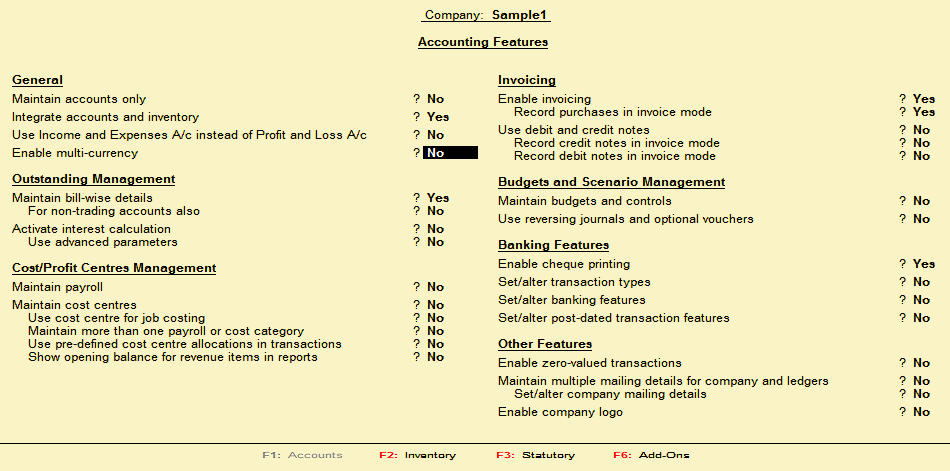 Company: Sample1
Accounting Features
General
Maintain accounts only ? No
Integrate accounts and inventory ? Yes
Use Income and Expenses A/c instead of Profit and Loss A/c ? No
Enable multi-currency ? No
Outstanding Management
Maintain bill-wise details ? Yes
For non-trading accounts also ? No
Activate interest calculation ? No
Use advanced parameters ? No
Cost/Profit Centres Management
Maintain payroll ? No
Maintain cost centres ? No
Use cost centre for job costing ? No
Maintain more than one payroll or cost category ? No
Use pre-defined cost centre allocations in transactions ? No
Show opening balance for revenue items in reports ? No
Invoicing
Enable invoicing ? Yes
Record purchases in invoice mode ? Yes
Use debit and credit notes ? No
Record credit notes in invoice mode ? No
Record debit notes in invoice mode ? No
Budgets and Scenario Management
Maintain budgets and controls ? No
Use reversing journals and optional vouchers ? No
Banking Features
Enable cheque printing ? Yes
Set/alter transaction types ? No
Set/alter banking features ? No
Set/alter post-dated transaction features ? No
Other Features
Enable zero-valued transactions ? No
Maintain multiple mailing details for company and ledgers ? No
Set/alter company mailing details ? No
Enable company logo ? No
F1: Accounts F2: Inventory F3: Statutory F6: Add-Ons